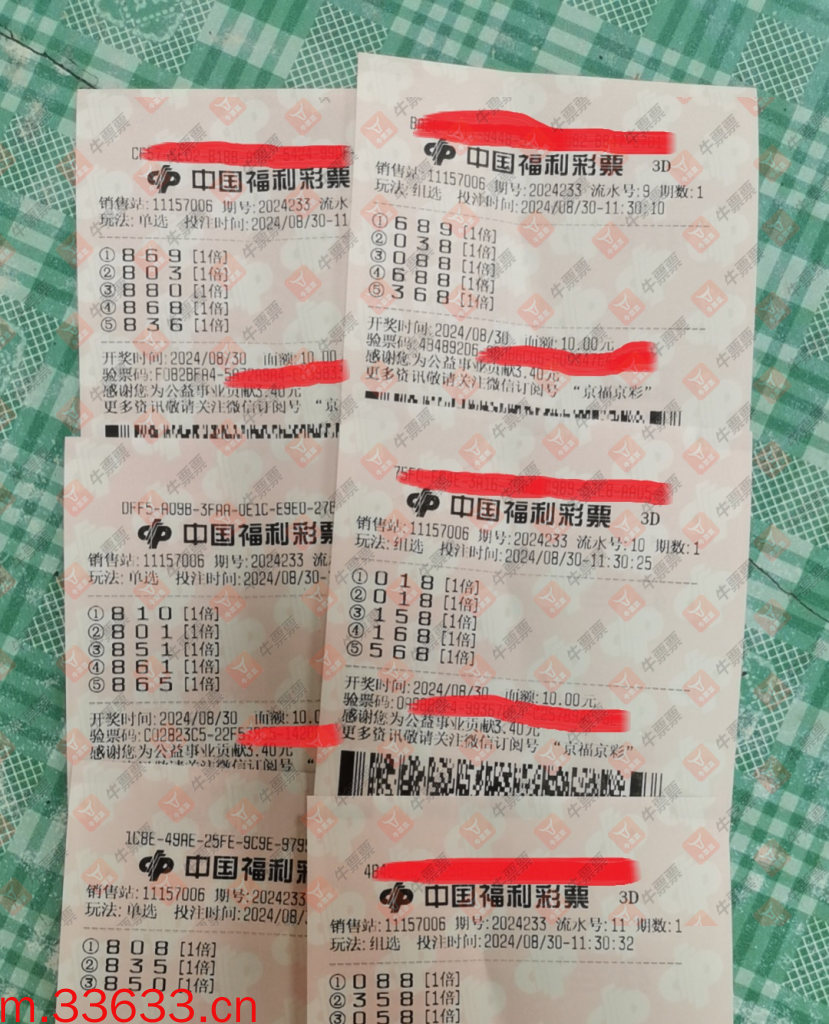 中国福利彩票
销售站:11157006 期号:2024233 流水
玩法:单选 投注时间:2024/08/30-11
①869[1倍]
②803[1倍]
③880[1倍]
④868[1倍]
⑤836[1倍]
开奖时间:2024/08/30 面额:10.00
验票码:F082BFA4-5
感谢您为公益事业贡献3.40元
更多资讯敬请关注微信订阅号 “京
中国福利彩票 3D
销售站:11157006 期号:2024233 流水号:9 期数:1
玩法:组选 投注时间:2024/08/30-11:30:10
①689[1倍]
②038[1倍]
③088[1倍]
④688[1倍]
⑤368[1倍]
开奖时间:2024/08/30 面额:10.00元
验票码:49489206
感谢您为公益事业贡献3.40元
更多资讯敬请关注微信订阅号 “京福京彩”
DFF5-A09B-3FAA-0E1C-E9E0-278
中国福利彩
销售站:11157006 期号:2024233
玩法:单选 投注时间:2024/08/30-
①810[1倍]
②801[1倍]
③851[1倍]
④861[1倍]
⑤865[1倍]
开奖时间:2024/08/30 面额:10.0
验票码:C02823C5-22F5
感谢您为公益事业贡献3.40元
中国福利彩票 3D
销售站:11157006 期号:2024233 流水号:10 期数:1
玩法:组选 投注时间:2024/08/30-11:30:25
①018[1倍]
②018[1倍]
③158[1倍]
④168[1倍]
⑤568[1倍]
开奖时间:2024/08/30 面额:10.00元
验票码:
感谢您为公益事业贡献3.40元
更多资讯敬请关注微信订阅号 “京福京彩”
1C8E-49AE-25FE-9C9E-979
中国福利
销售站:11157006 期号:2024233
玩法:单选 投注时间:2024/08/
①808[1倍]
②835[1倍]
③850[1倍]
中国福利彩票 3D
销售站:11157006 期号:2024233 流水号:11 期数:1
玩法:组选 投注时间:2024/08/30-11:30:32
①088[1倍]
②358[1倍]
③058[1倍]
牛票票
m.33633.cn